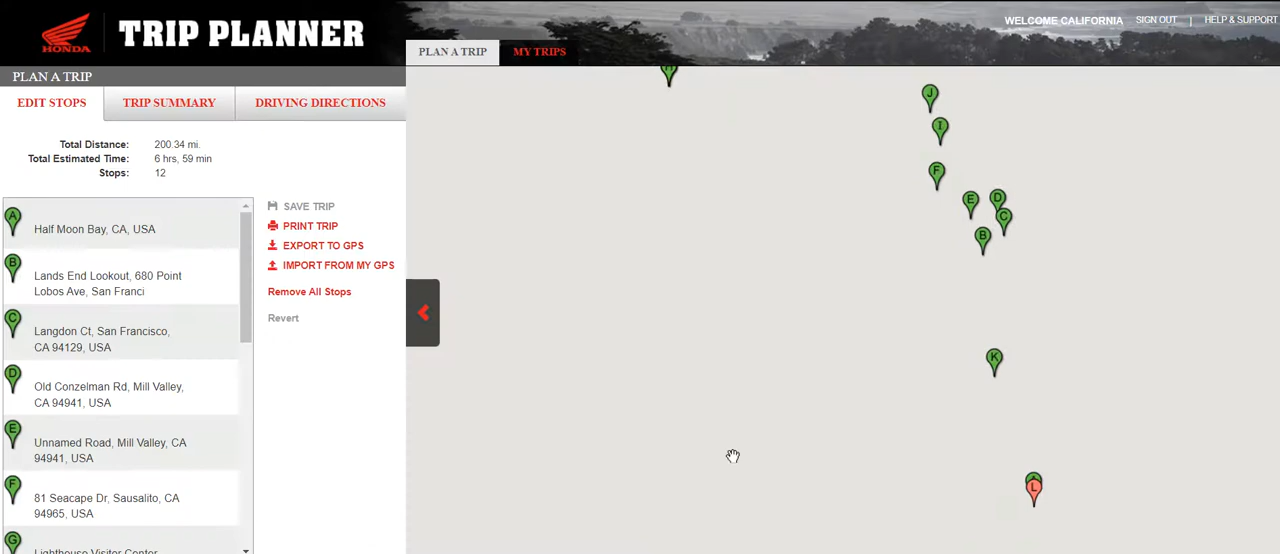 HONDA
TRIP PLANNER
WELCOME CALIFORNIA
SIGN OUT
|
HELP & SUPPORT
PLAN A TRIP
MY TRIPS
PLAN A TRIP
EDIT STOPS
TRIP SUMMARY
DRIVING DIRECTIONS
Total Distance: 200.34 mi.
Total Estimated Time: 6 hrs, 59 min
Stops: 12
A
Half Moon Bay, CA, USA
B
Lands End Lookout, 680 Point
Lobos Ave, San Franci
C
Langdon Ct, San Francisco,
CA 94129, USA
D
Old Conzelman Rd, Mill Valley,
CA 94941, USA
E
Unnamed Road, Mill Valley, CA
94941, USA
F
81 Seacape Dr, Sausalito, CA
94965, USA
G
Lighthouse Visitor Center
SAVE TRIP
PRINT TRIP
EXPORT TO GPS
IMPORT FROM MY GPS
Remove All Stops
Revert
J
I
F
E
D
C
B
K
L